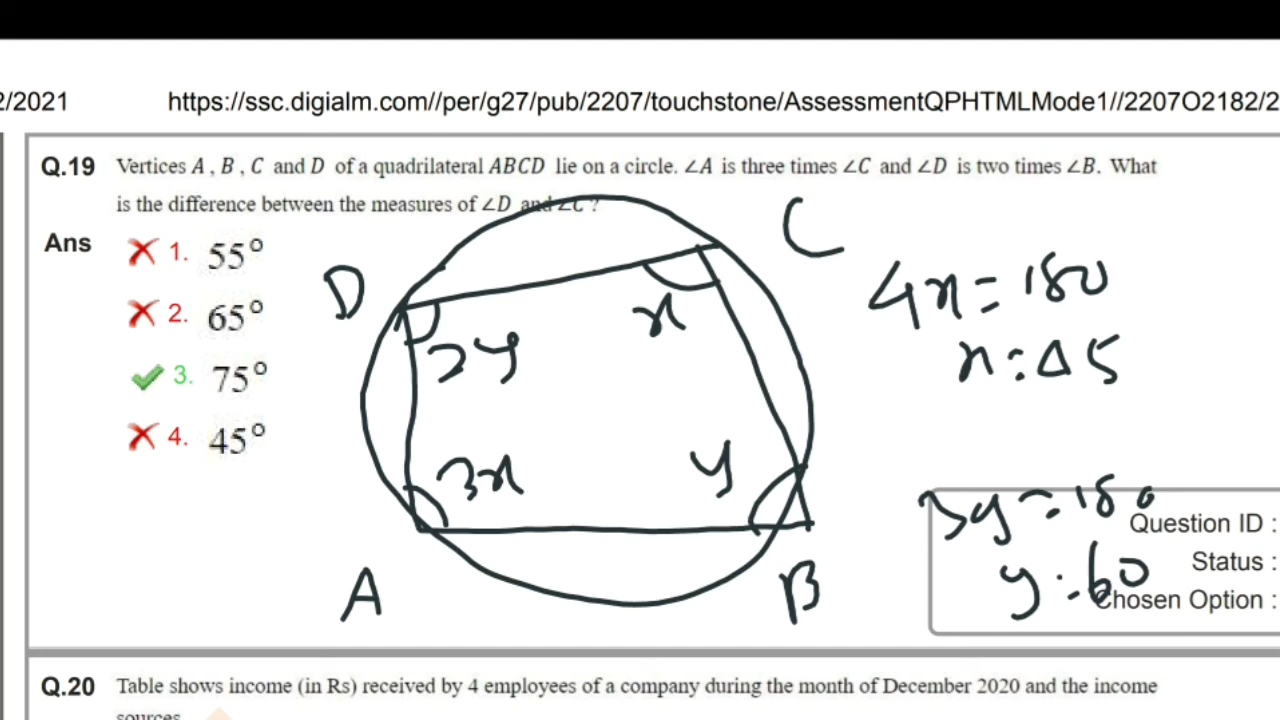 2/2021 https://ssc.digialm.com//per/g27/pub/2207/touchstone/AssessmentQPHTMLMode1//2207O2182/2
Q.19 Vertices A, B, C and D of a quadrilateral ABCD lie on a circle. ∠A is three times ∠C and ∠D is two times ∠B. What
is the difference between the measures of ∠D and ∠C?
Ans
1. 55°
2. 65°
3. 75°
4. 45°
D
C
2y
x
3x
y
A
B
4x = 180
x = 45
3y = 180
y = 60
Question ID :
Status :
Chosen Option :
Q.20 Table shows income (in Rs) received by 4 employees of a company during the month of December 2020 and the income
sources